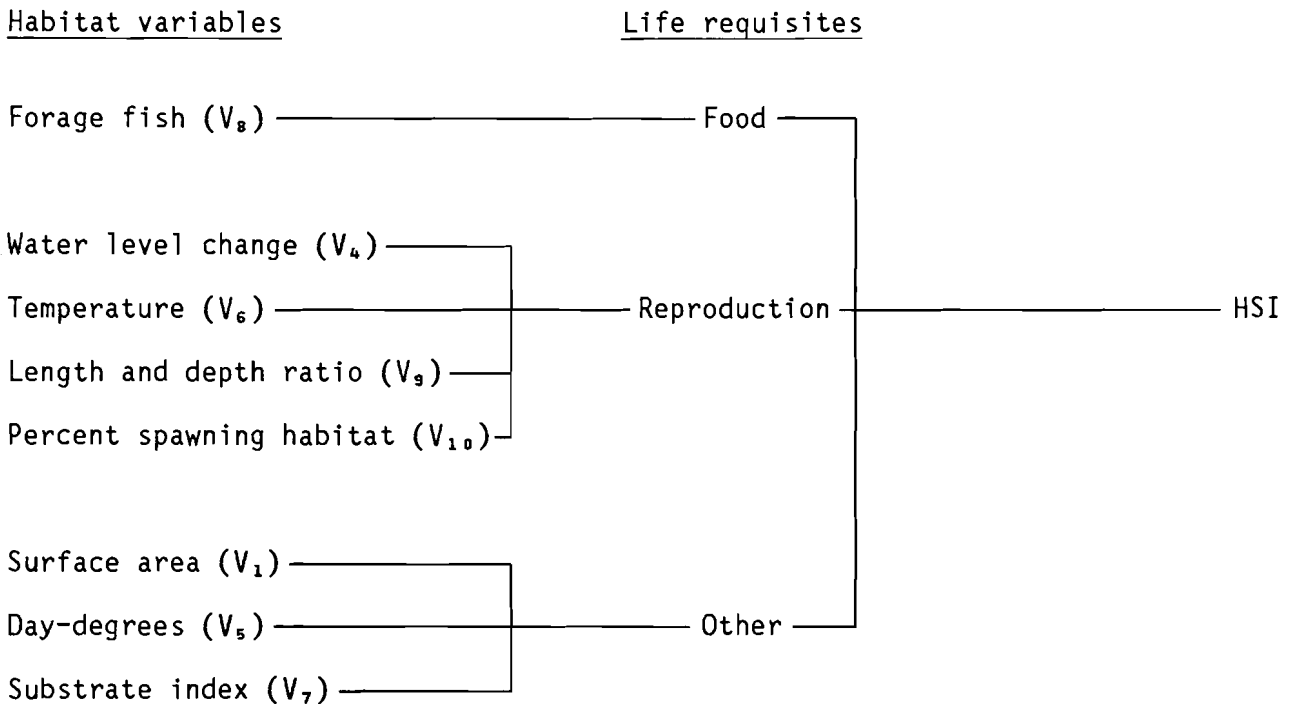 Habitat variables Life requisites
Forage fish (V₈) Food
Water level change (V₄)
Temperature (V₆) Reproduction HSI
Length and depth ratio (V₉)
Percent spawning habitat (V₁₀)
Surface area (V₁)
Day-degrees (V₅) Other
Substrate index (V₇)